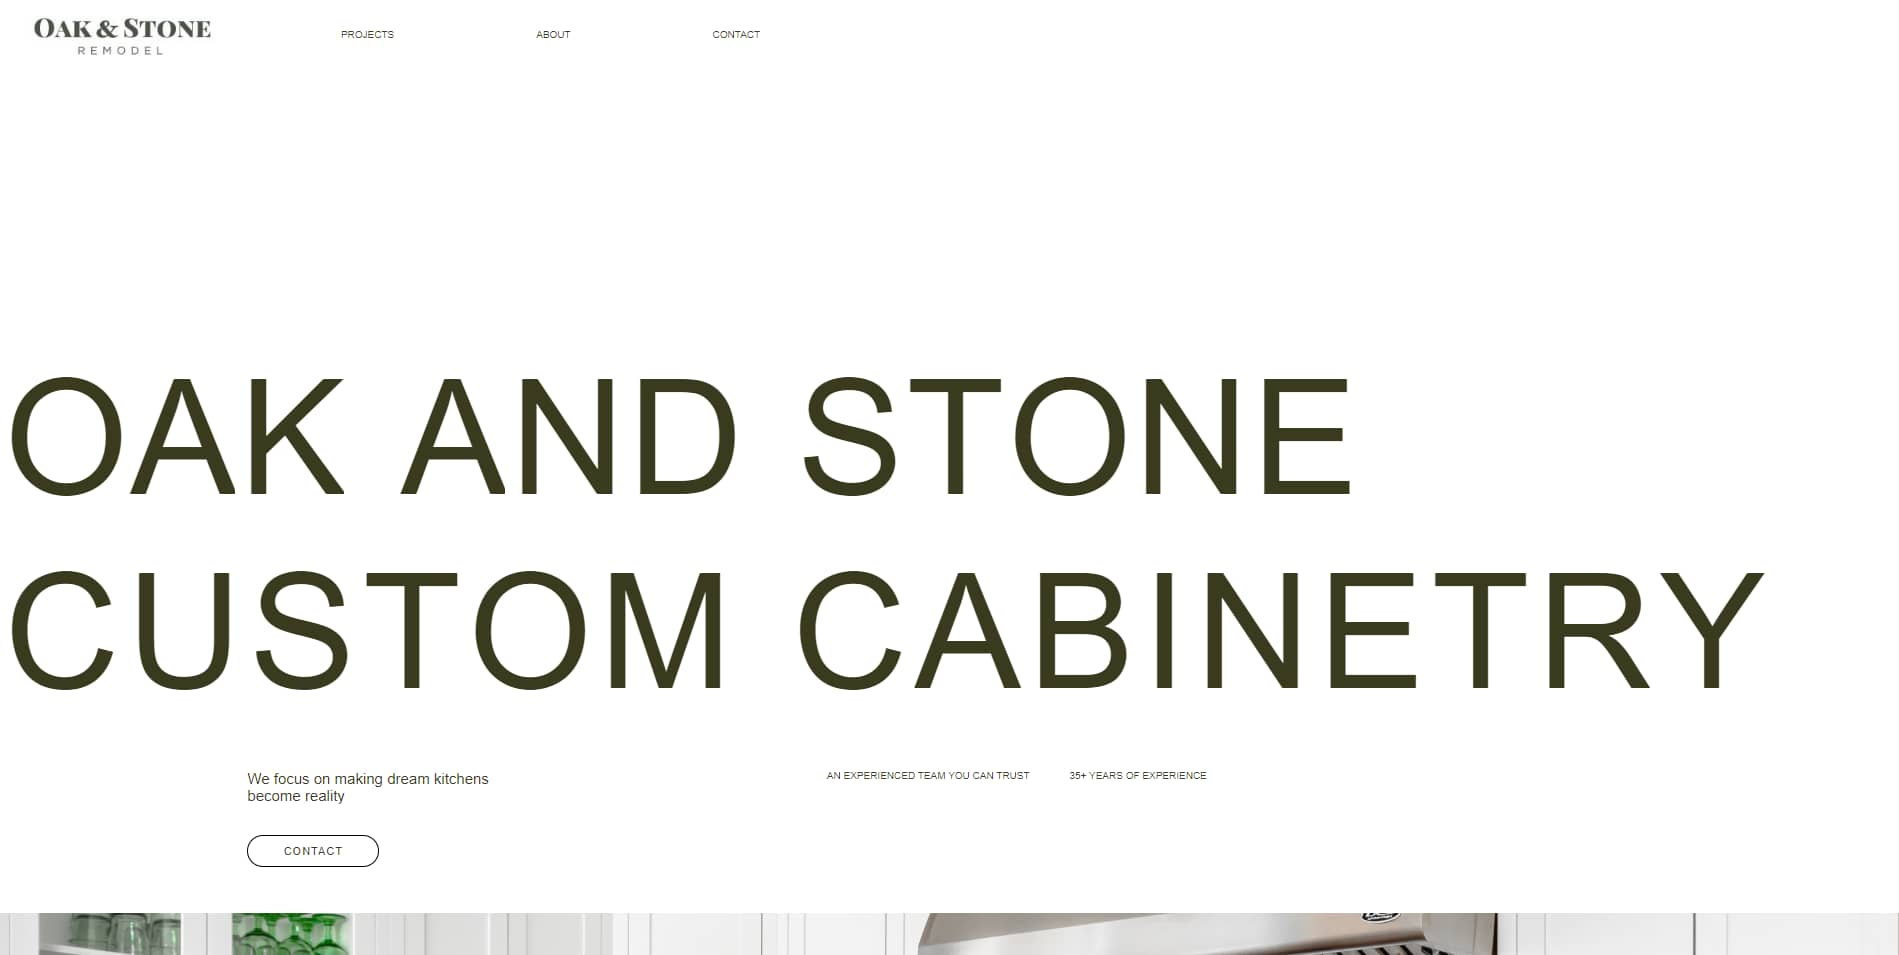 OAK & STONE
REMODEL
PROJECTS
ABOUT
CONTACT
OAK AND STONE
CUSTOM CABINETRY
We focus on making dream kitchens
become reality
AN EXPERIENCED TEAM YOU CAN TRUST
35+ YEARS OF EXPERIENCE
CONTACT